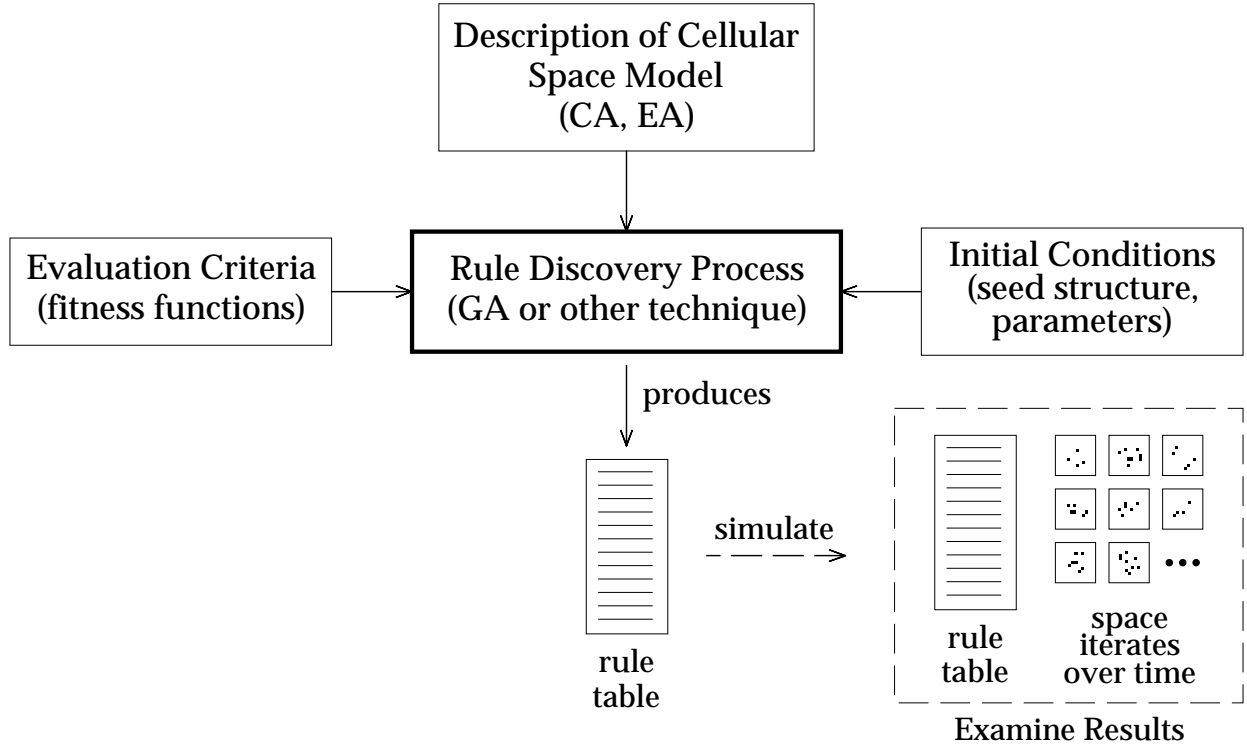 Description of Cellular
Space Model
(CA, EA)
Evaluation Criteria
(fitness functions)
Rule Discovery Process
(GA or other technique)
Initial Conditions
(seed structure,
parameters)
produces
simulate
rule
table
rule
table
space
iterates
over time
Examine Results